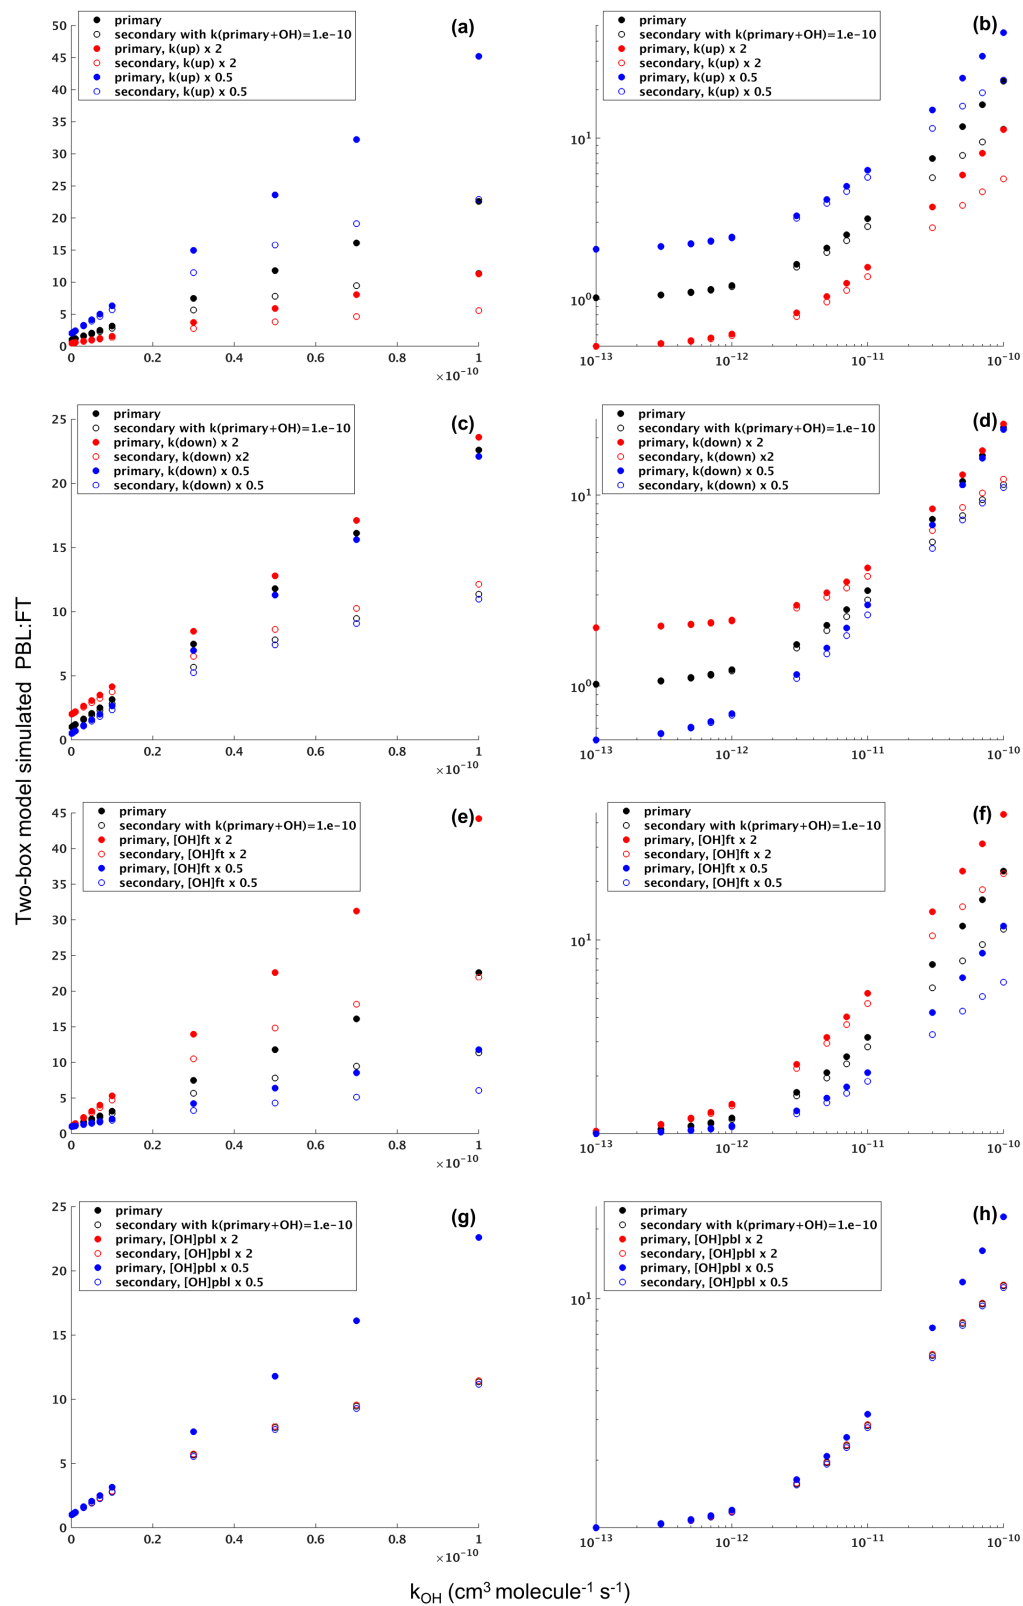 Two-box model simulated PBL:FT
(a)
primary
secondary with k(primary+OH)=1.e-10
primary, k(up) x 2
secondary, k(up) x 2
primary, k(up) x 0.5
secondary, k(up) x 0.5
50
45
40
35
30
25
20
15
10
5
0
0 0.2 0.4 0.6 0.8 1
×10⁻¹⁰
(b)
primary
secondary with k(primary+OH)=1.e-10
primary, k(up) x 2
secondary, k(up) x 2
primary, k(up) x 0.5
secondary, k(up) x 0.5
10¹
10⁰
10⁻¹³ 10⁻¹² 10⁻¹¹ 10⁻¹⁰
(c)
primary
secondary with k(primary+OH)=1.e-10
primary, k(down) x 2
secondary, k(down) x2
primary, k(down) x 0.5
secondary, k(down) x 0.5
25
20
15
10
5
0
0 0.2 0.4 0.6 0.8 1
×10⁻¹⁰
(d)
primary
secondary with k(primary+OH)=1.e-10
primary, k(down) x 2
secondary, k(down) x2
primary, k(down) x 0.5
secondary, k(down) x 0.5
10¹
10⁰
10⁻¹³ 10⁻¹² 10⁻¹¹ 10⁻¹⁰
(e)
primary
secondary with k(primary+OH)=1.e-10
primary, [OH]ft x 2
secondary, [OH]ft x 2
primary, [OH]ft x 0.5
secondary, [OH]ft x 0.5
45
40
35
30
25
20
15
10
5
0
0 0.2 0.4 0.6 0.8 1
×10⁻¹⁰
(f)
primary
secondary with k(primary+OH)=1.e-10
primary, [OH]ft x 2
secondary, [OH]ft x 2
primary, [OH]ft x 0.5
secondary, [OH]ft x 0.5
10¹
10⁻¹³ 10⁻¹² 10⁻¹¹ 10⁻¹⁰
(g)
primary
secondary with k(primary+OH)=1.e-10
primary, [OH]pbl x 2
secondary, [OH]pbl x 2
primary, [OH]pbl x 0.5
secondary, [OH]pbl x 0.5
25
20
15
10
5
0
0 0.2 0.4 0.6 0.8 1
×10⁻¹⁰
(h)
primary
secondary with k(primary+OH)=1.e-10
primary, [OH]pbl x 2
secondary, [OH]pbl x 2
primary, [OH]pbl x 0.5
secondary, [OH]pbl x 0.5
10¹
10⁻¹³ 10⁻¹² 10⁻¹¹ 10⁻¹⁰
k_OH (cm³ molecule⁻¹ s⁻¹)